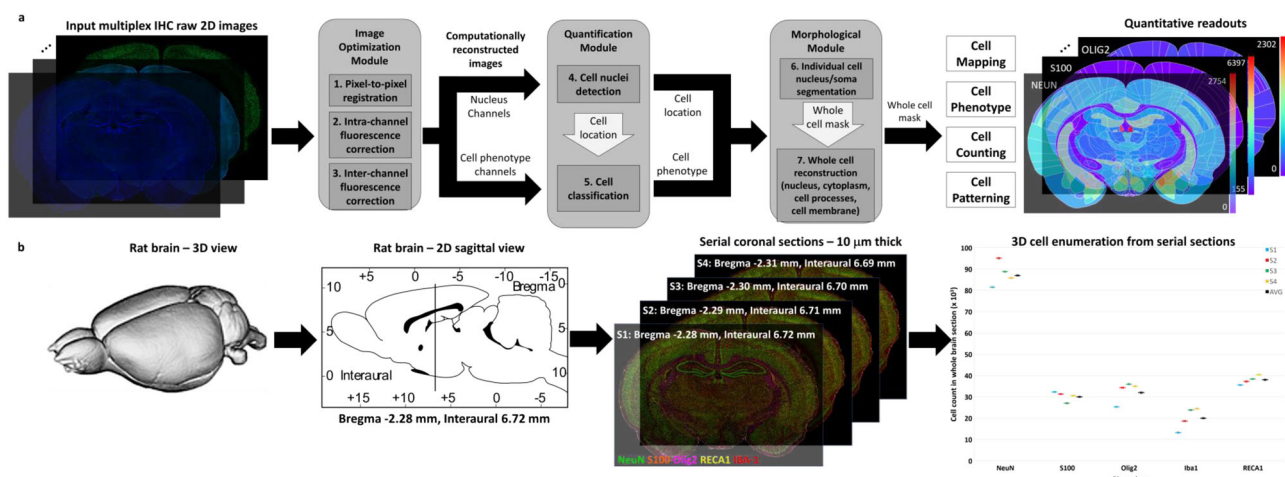 a
Input multiplex IHC raw 2D images
...
Image
Optimization
Module
1. Pixel-to-pixel
registration
2. Intra-channel
fluorescence
correction
3. Inter-channel
fluorescence
correction
Computationally
reconstructed
images
Nucleus
Channels
Cell phenotype
channels
Quantification
Module
4. Cell nuclei
detection
Cell
location
5. Cell
classification
Cell
location
Cell
phenotype
Morphological
Module
6. Individual cell
nucleus/soma
segmentation
Whole
cell mask
7. Whole cell
reconstruction
(nucleus, cytoplasm,
cell processes,
cell membrane)
Whole cell
mask
Cell
Mapping
Cell
Phenotype
Cell
Counting
Cell
Patterning
Quantitative readouts
...
OLIG2
S100
NEUN
2302
6397
2754
0
155
0
b
Rat brain – 3D view
Rat brain – 2D sagittal view
+5 0 -5 -10 -15
Bregma
10
5
0
10
5
0
Interaural
+15 +10 +5 0
Bregma -2.28 mm, Interaural 6.72 mm
Serial coronal sections – 10 μm thick
S4: Bregma -2.31 mm, Interaural 6.69 mm
S3: Bregma -2.30 mm, Interaural 6.70 mm
S2: Bregma -2.29 mm, Interaural 6.71 mm
S1: Bregma -2.28 mm, Interaural 6.72 mm
NeuN S100 Olig2 RECA1 IBA1
3D cell enumeration from serial sections
Cell count in whole brain section (x 10³)
100
90
80
70
60
50
40
30
20
10
0
S1
S2
S3
S4
AVG
NeuN S100 Olig2 Iba1 RECA1